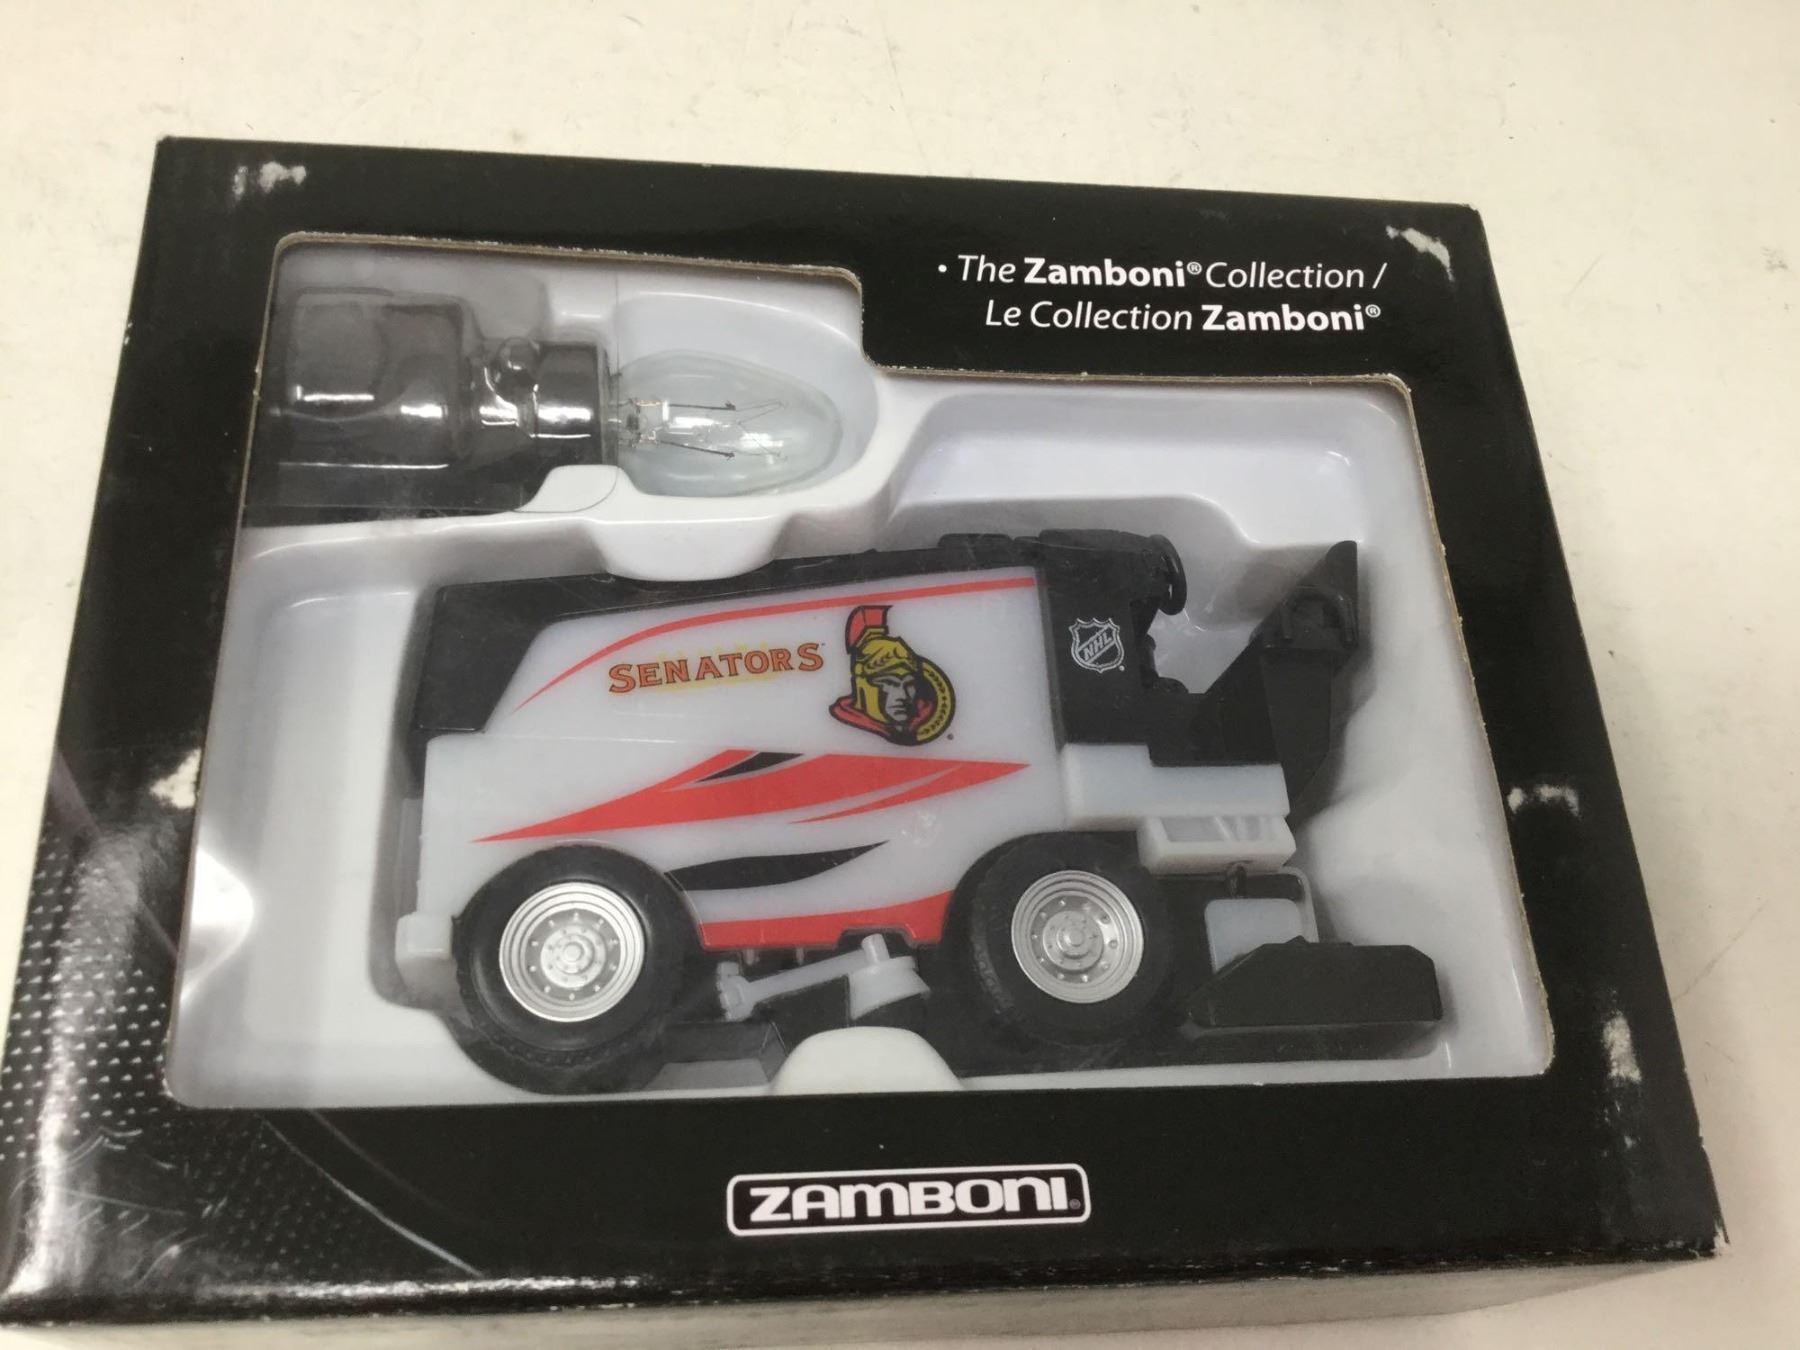 • The Zamboni® Collection /
Le Collection Zamboni®
SENATORS
NHL
ZAMBONI®